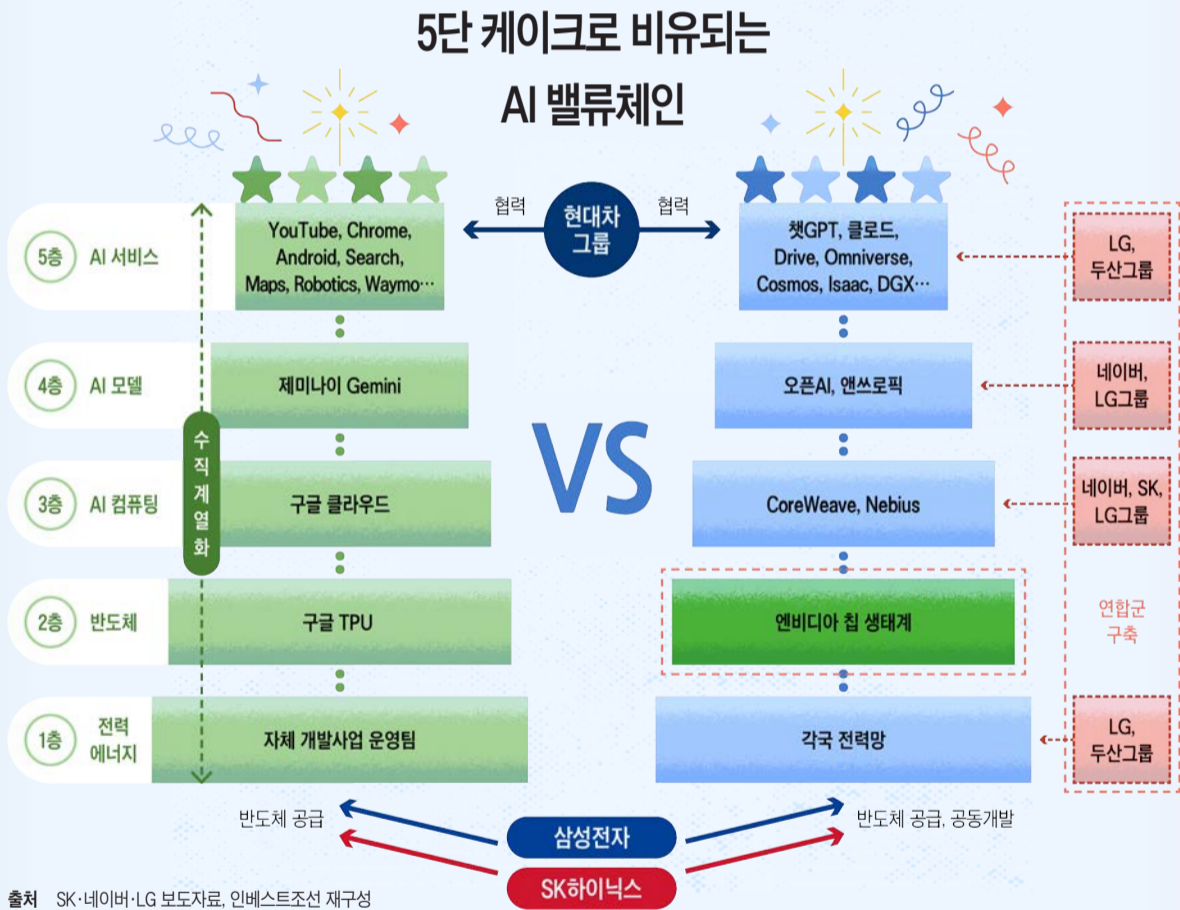 5단 케이크로 비유되는
AI 밸류체인
협력
현대차
그룹
협력
5층 AI 서비스
YouTube, Chrome,
Android, Search,
Maps, Robotics, Waymo…
챗GPT, 클로드,
Drive, Omniverse,
Cosmos, Isaac, DGX…
LG,
두산그룹
4층 AI 모델
제미나이 Gemini
오픈AI, 앤쓰로픽
네이버,
LG그룹
수직계열화
VS
3층 AI 컴퓨팅
구글 클라우드
CoreWeave, Nebius
네이버, SK,
LG그룹
2층 반도체
구글 TPU
엔비디아 칩 생태계
연합군
구축
1층 전력
에너지
자체 개발사업 운영팀
각국 전력망
LG,
두산그룹
반도체 공급
삼성전자
반도체 공급, 공동개발
SK하이닉스
출처 SK·네이버·LG 보도자료, 인베스트조선 재구성